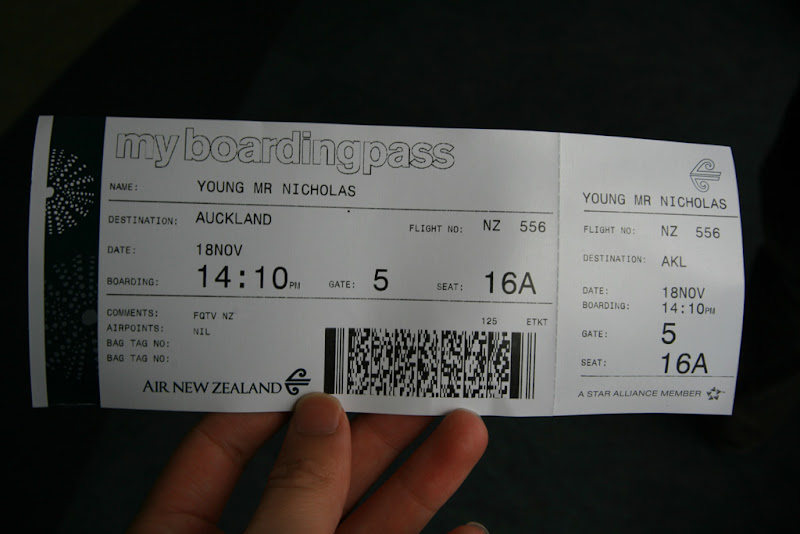 myboardingpass
NAME: YOUNG MR NICHOLAS
DESTINATION: AUCKLAND FLIGHT NO: NZ 556
DATE: 18NOV
BOARDING: 14:10PM GATE: 5 SEAT: 16A
COMMENTS: FQTV NZ 125 ETKT
AIRPOINTS: NIL
BAG TAG NO:
BAG TAG NO:
AIR NEW ZEALAND
YOUNG MR NICHOLAS
FLIGHT NO: NZ 556
DESTINATION: AKL
DATE: 18NOV
BOARDING: 14:10PM
GATE: 5
SEAT: 16A
A STAR ALLIANCE MEMBER